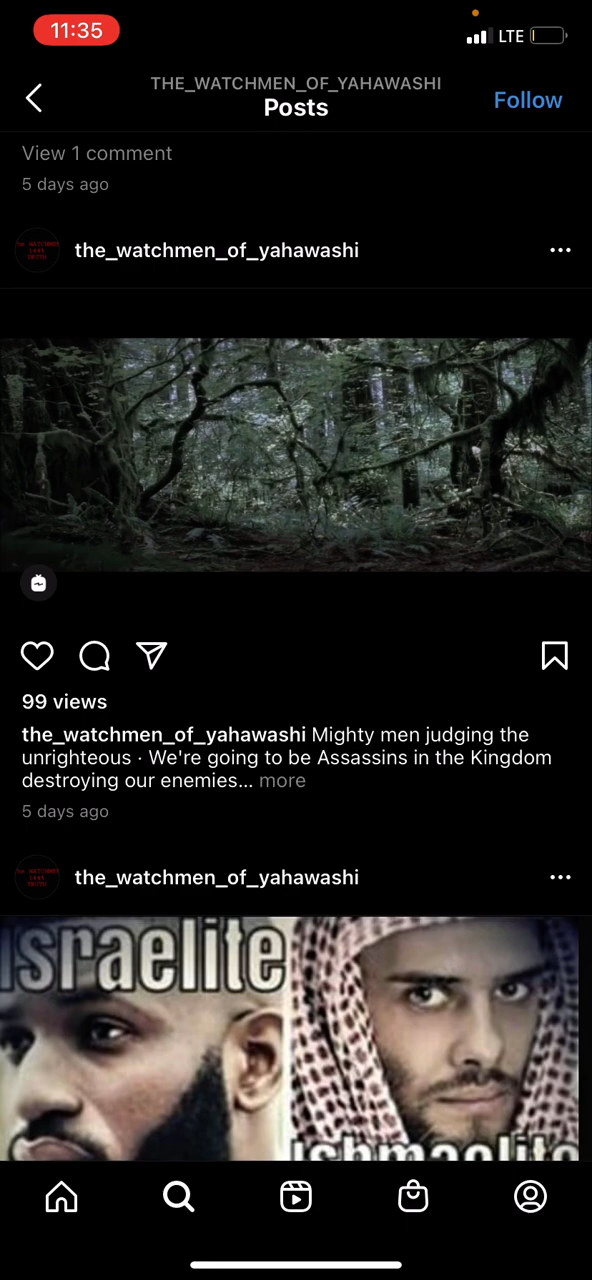 11:35
LTE
THE_WATCHMEN_OF_YAHAWASHI
Posts
Follow
View 1 comment
5 days ago
the_watchmen_of_yahawashi
99 views
the_watchmen_of_yahawashi Mighty men judging the
unrighteous · We're going to be Assassins in the Kingdom
destroying our enemies... more
5 days ago
the_watchmen_of_yahawashi
Israelite
Ishmaelite